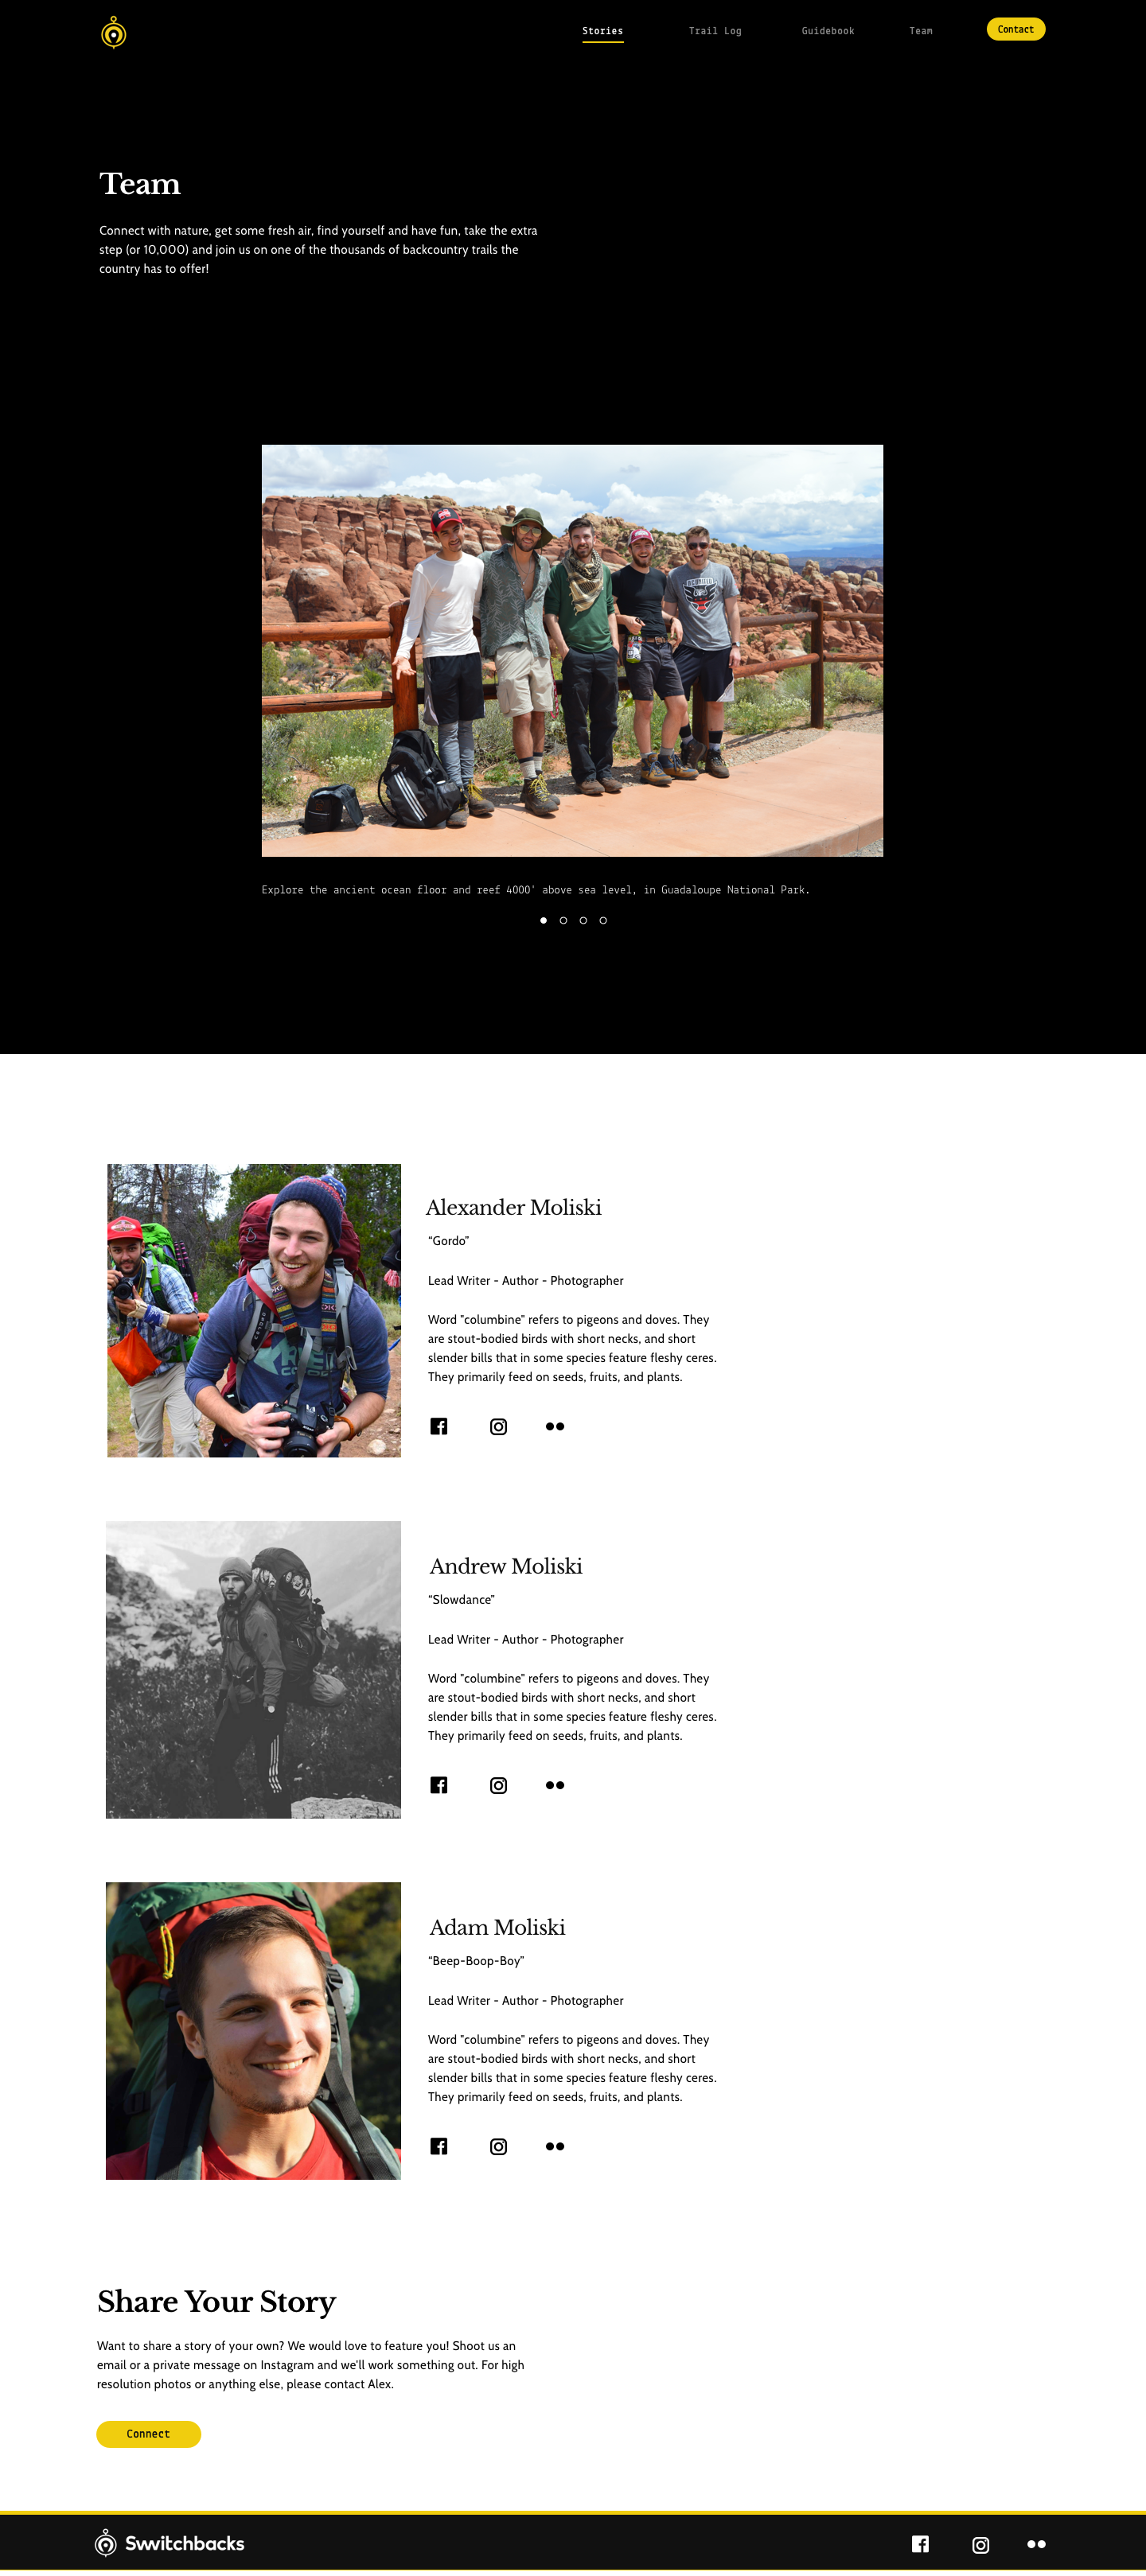 Stories Trail Log Guidebook Team Contact
Team
Connect with nature, get some fresh air, find yourself and have fun, take the extra
step (or 10,000) and join us on one of the thousands of backcountry trails the
country has to offer!
Explore the ancient ocean floor and reef 4000' above sea level, in Guadaloupe National Park.
Alexander Moliski
“Gordo”
Lead Writer - Author - Photographer
Word "columbine" refers to pigeons and doves. They
are stout-bodied birds with short necks, and short
slender bills that in some species feature fleshy ceres.
They primarily feed on seeds, fruits, and plants.
Andrew Moliski
“Slowdance”
Lead Writer - Author - Photographer
Word "columbine" refers to pigeons and doves. They
are stout-bodied birds with short necks, and short
slender bills that in some species feature fleshy ceres.
They primarily feed on seeds, fruits, and plants.
Adam Moliski
“Beep-Boop-Boy”
Lead Writer - Author - Photographer
Word "columbine" refers to pigeons and doves. They
are stout-bodied birds with short necks, and short
slender bills that in some species feature fleshy ceres.
They primarily feed on seeds, fruits, and plants.
Share Your Story
Want to share a story of your own? We would love to feature you! Shoot us an
email or a private message on Instagram and we'll work something out. For high
resolution photos or anything else, please contact Alex.
Connect
Switchbacks